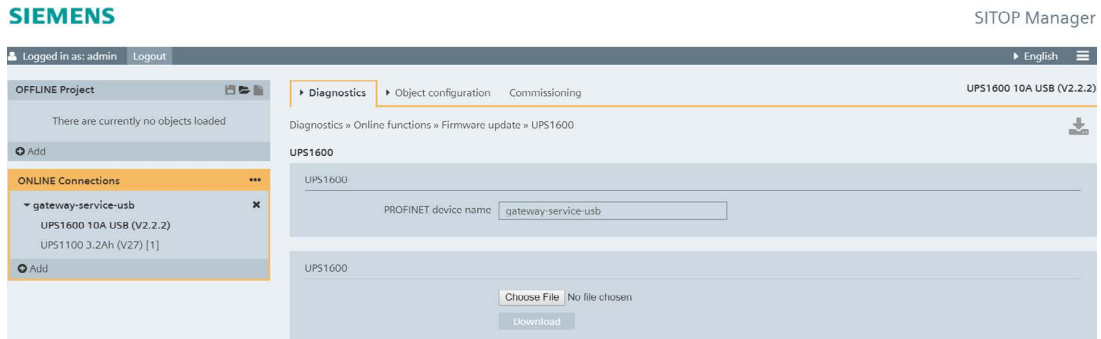 SIEMENS
SITOP Manager
Logged in as: admin Logout
English
OFFLINE Project
There are currently no objects loaded
Add
ONLINE Connections
gateway-service-usb
UPS1600 10A USB (V2.2.2)
UPS1100 3.2Ah (V27) [1]
Add
Diagnostics Object configuration Commissioning
UPS1600 10A USB (V2.2.2)
Diagnostics » Online functions » Firmware update » UPS1600
UPS1600
UPS1600
PROFINET device name gateway-service-usb
UPS1600
Choose File No file chosen
Download